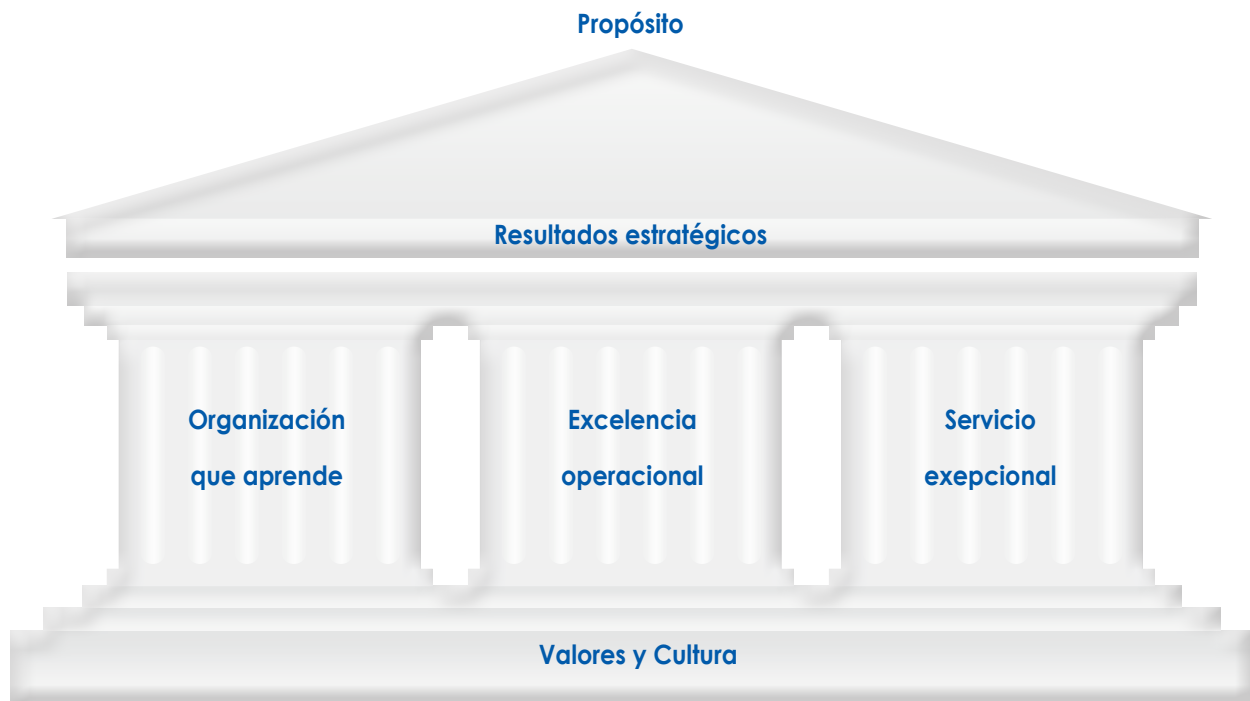 Propósito
Resultados estratégicos
Organización
que aprende
Excelencia
operacional
Servicio
exepcional
Valores y Cultura